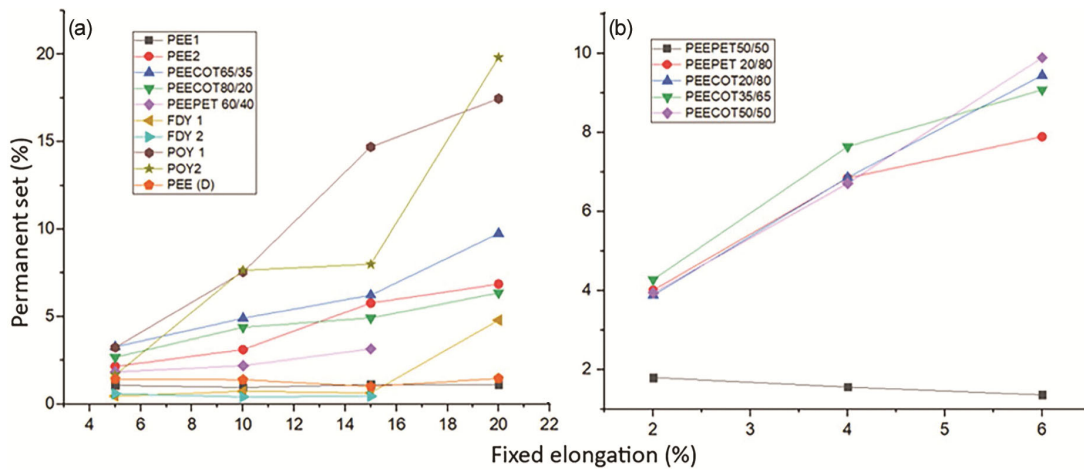 (a)
PEE1
PEE2
PEECOT65/35
PEECOT80/20
PEEPET 60/40
FDY 1
FDY 2
POY 1
POY2
PEE (D)
Permanent set (%)
20
15
10
5
0
4 6 8 10 12 14 16 18 20 22
(b)
PEEPET50/50
PEEPET 20/80
PEECOT20/80
PEECOT35/65
PEECOT50/50
10
8
6
4
2
2 3 4 5 6
Fixed elongation (%)